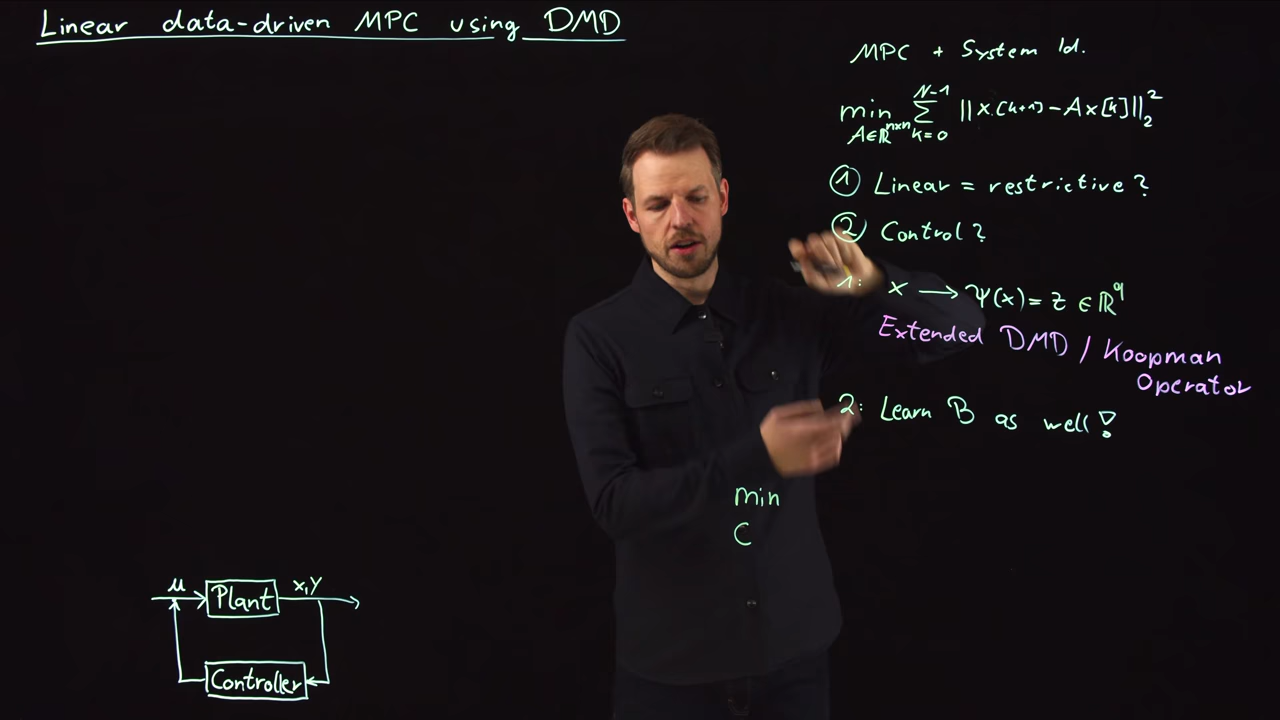 Linear data-driven MPC using DMD
MPC + System Id.
min N-1 Σ ||x[k+1] - Ax[k]||₂²
A∈ℝⁿˣⁿ k=0
① Linear = restrictive?
② Control?
1: x → Ψ(x) = z ∈ ℝ^q
Extended DMD / Koopman
Operator
2: Learn B as well!
min
C
u Plant x,y
Controller